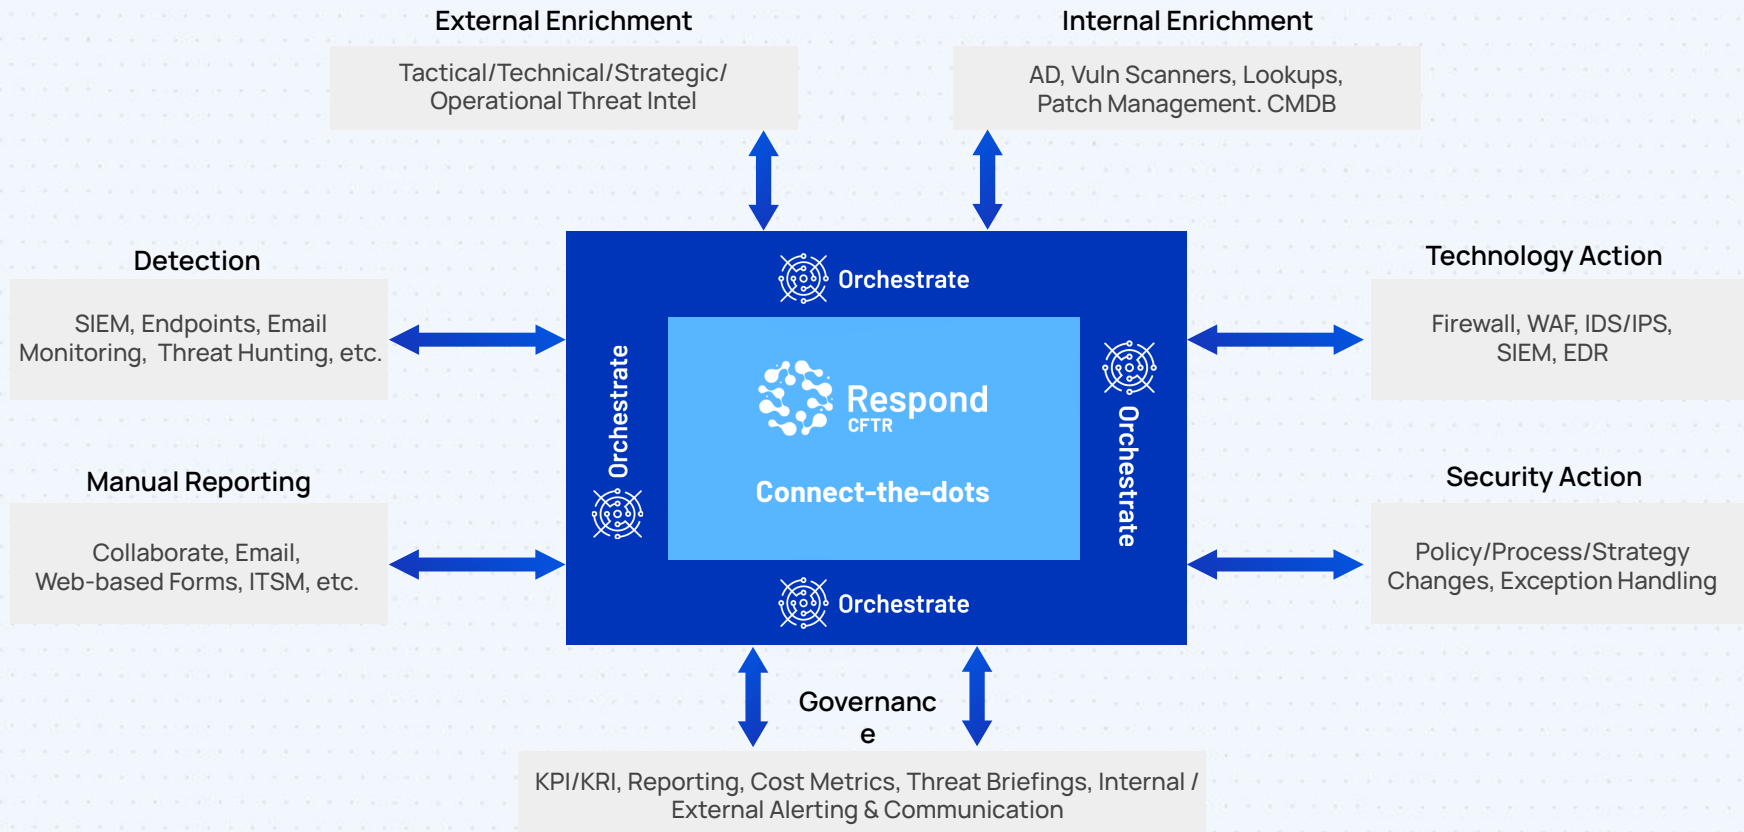 External Enrichment
Tactical/Technical/Strategic/
Operational Threat Intel
Internal Enrichment
AD, Vuln Scanners, Lookups,
Patch Management. CMDB
Detection
SIEM, Endpoints, Email
Monitoring, Threat Hunting, etc.
Manual Reporting
Collaborate, Email,
Web-based Forms, ITSM, etc.
Orchestrate
Orchestrate
Respond
CFTR
Connect-the-dots
Orchestrate
Orchestrate
Technology Action
Firewall, WAF, IDS/IPS,
SIEM, EDR
Security Action
Policy/Process/Strategy
Changes, Exception Handling
Governanc
e
KPI/KRI, Reporting, Cost Metrics, Threat Briefings, Internal /
External Alerting & Communication